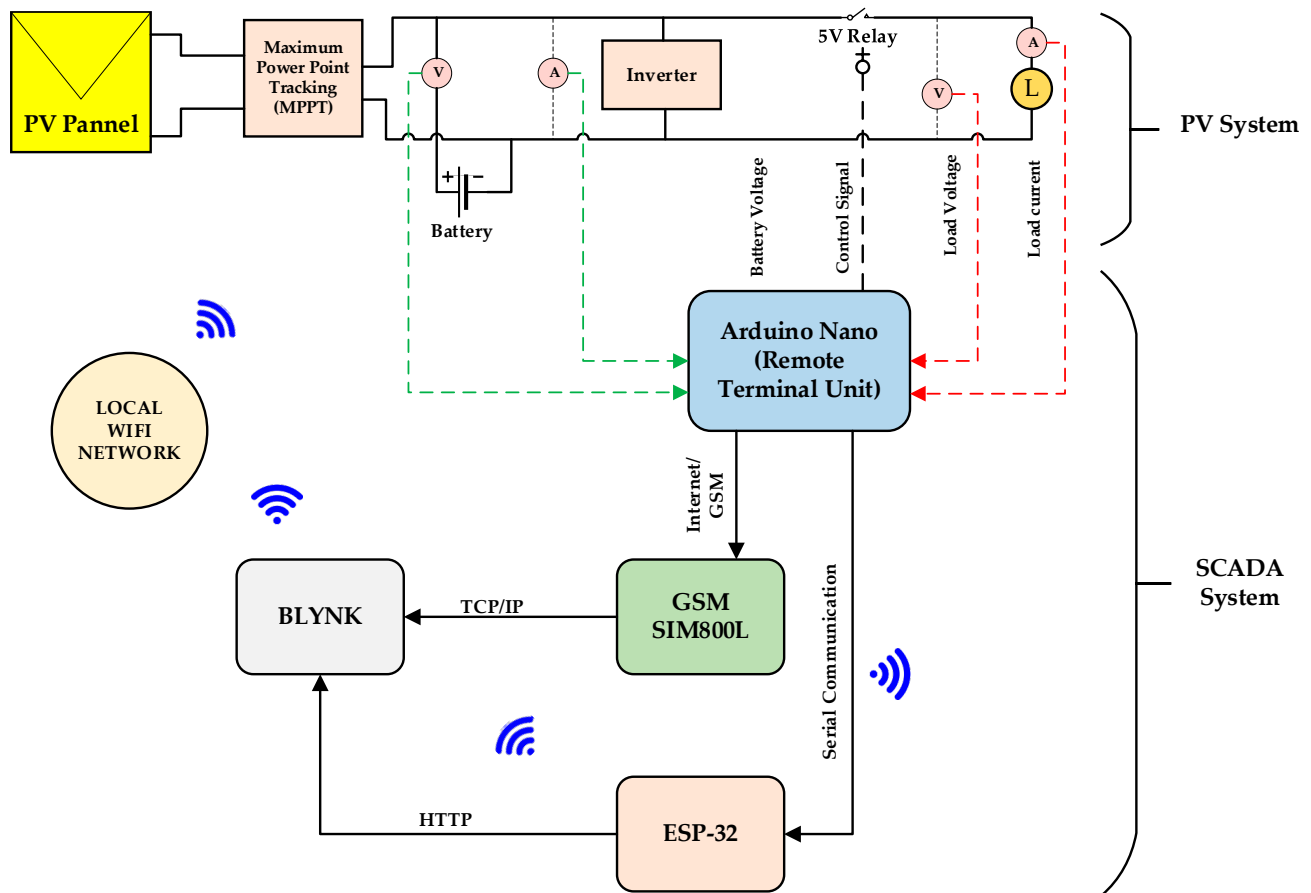 PV Pannel
Maximum
Power Point
Tracking
(MPPT)
V
A
Inverter
5V Relay
V
A
L
PV System
+
−
Battery
Battery Voltage
Control Signal
Load Voltage
Load current
Arduino Nano
(Remote
Terminal Unit)
LOCAL
WIFI
NETWORK
Internet/
GSM
Serial Communication
SCADA
System
BLYNK
TCP/IP
GSM
SIM800L
HTTP
ESP-32